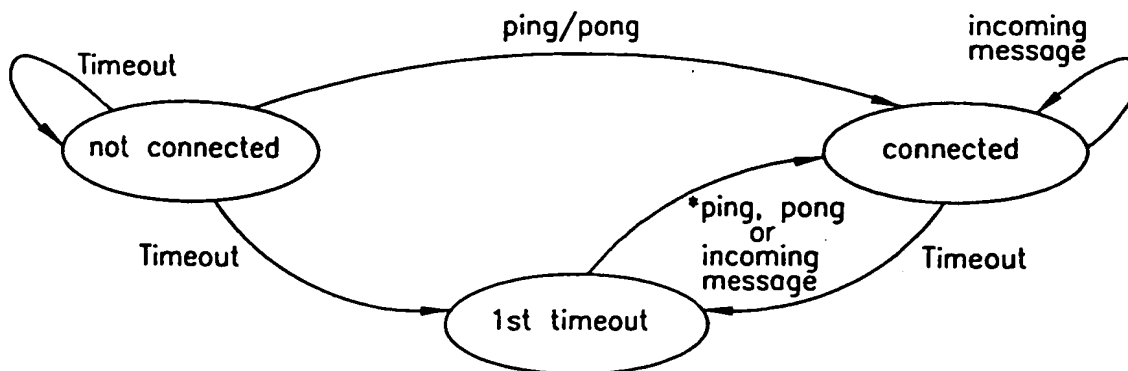 ping/pong
incoming
message
Timeout
not connected
connected
*ping, pong
or
incoming
message
Timeout
Timeout
1st timeout